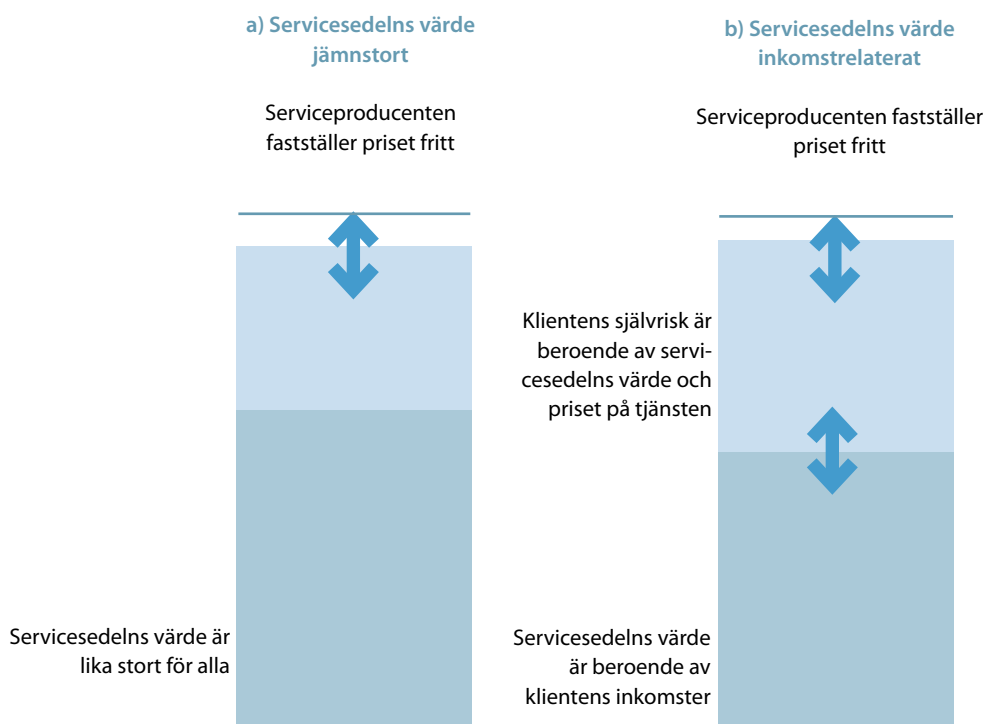 a) Servicesedelns värde
jämnstort
Serviceproducenten
fastställer priset fritt
Servicesedelns värde är
lika stort för alla
b) Servicesedelns värde
inkomstrelaterat
Serviceproducenten fastställer
priset fritt
Klientens självrisk är
beroende av servi-
cesedelns värde och
priset på tjänsten
Servicesedelns värde
är beroende av
klientens inkomster